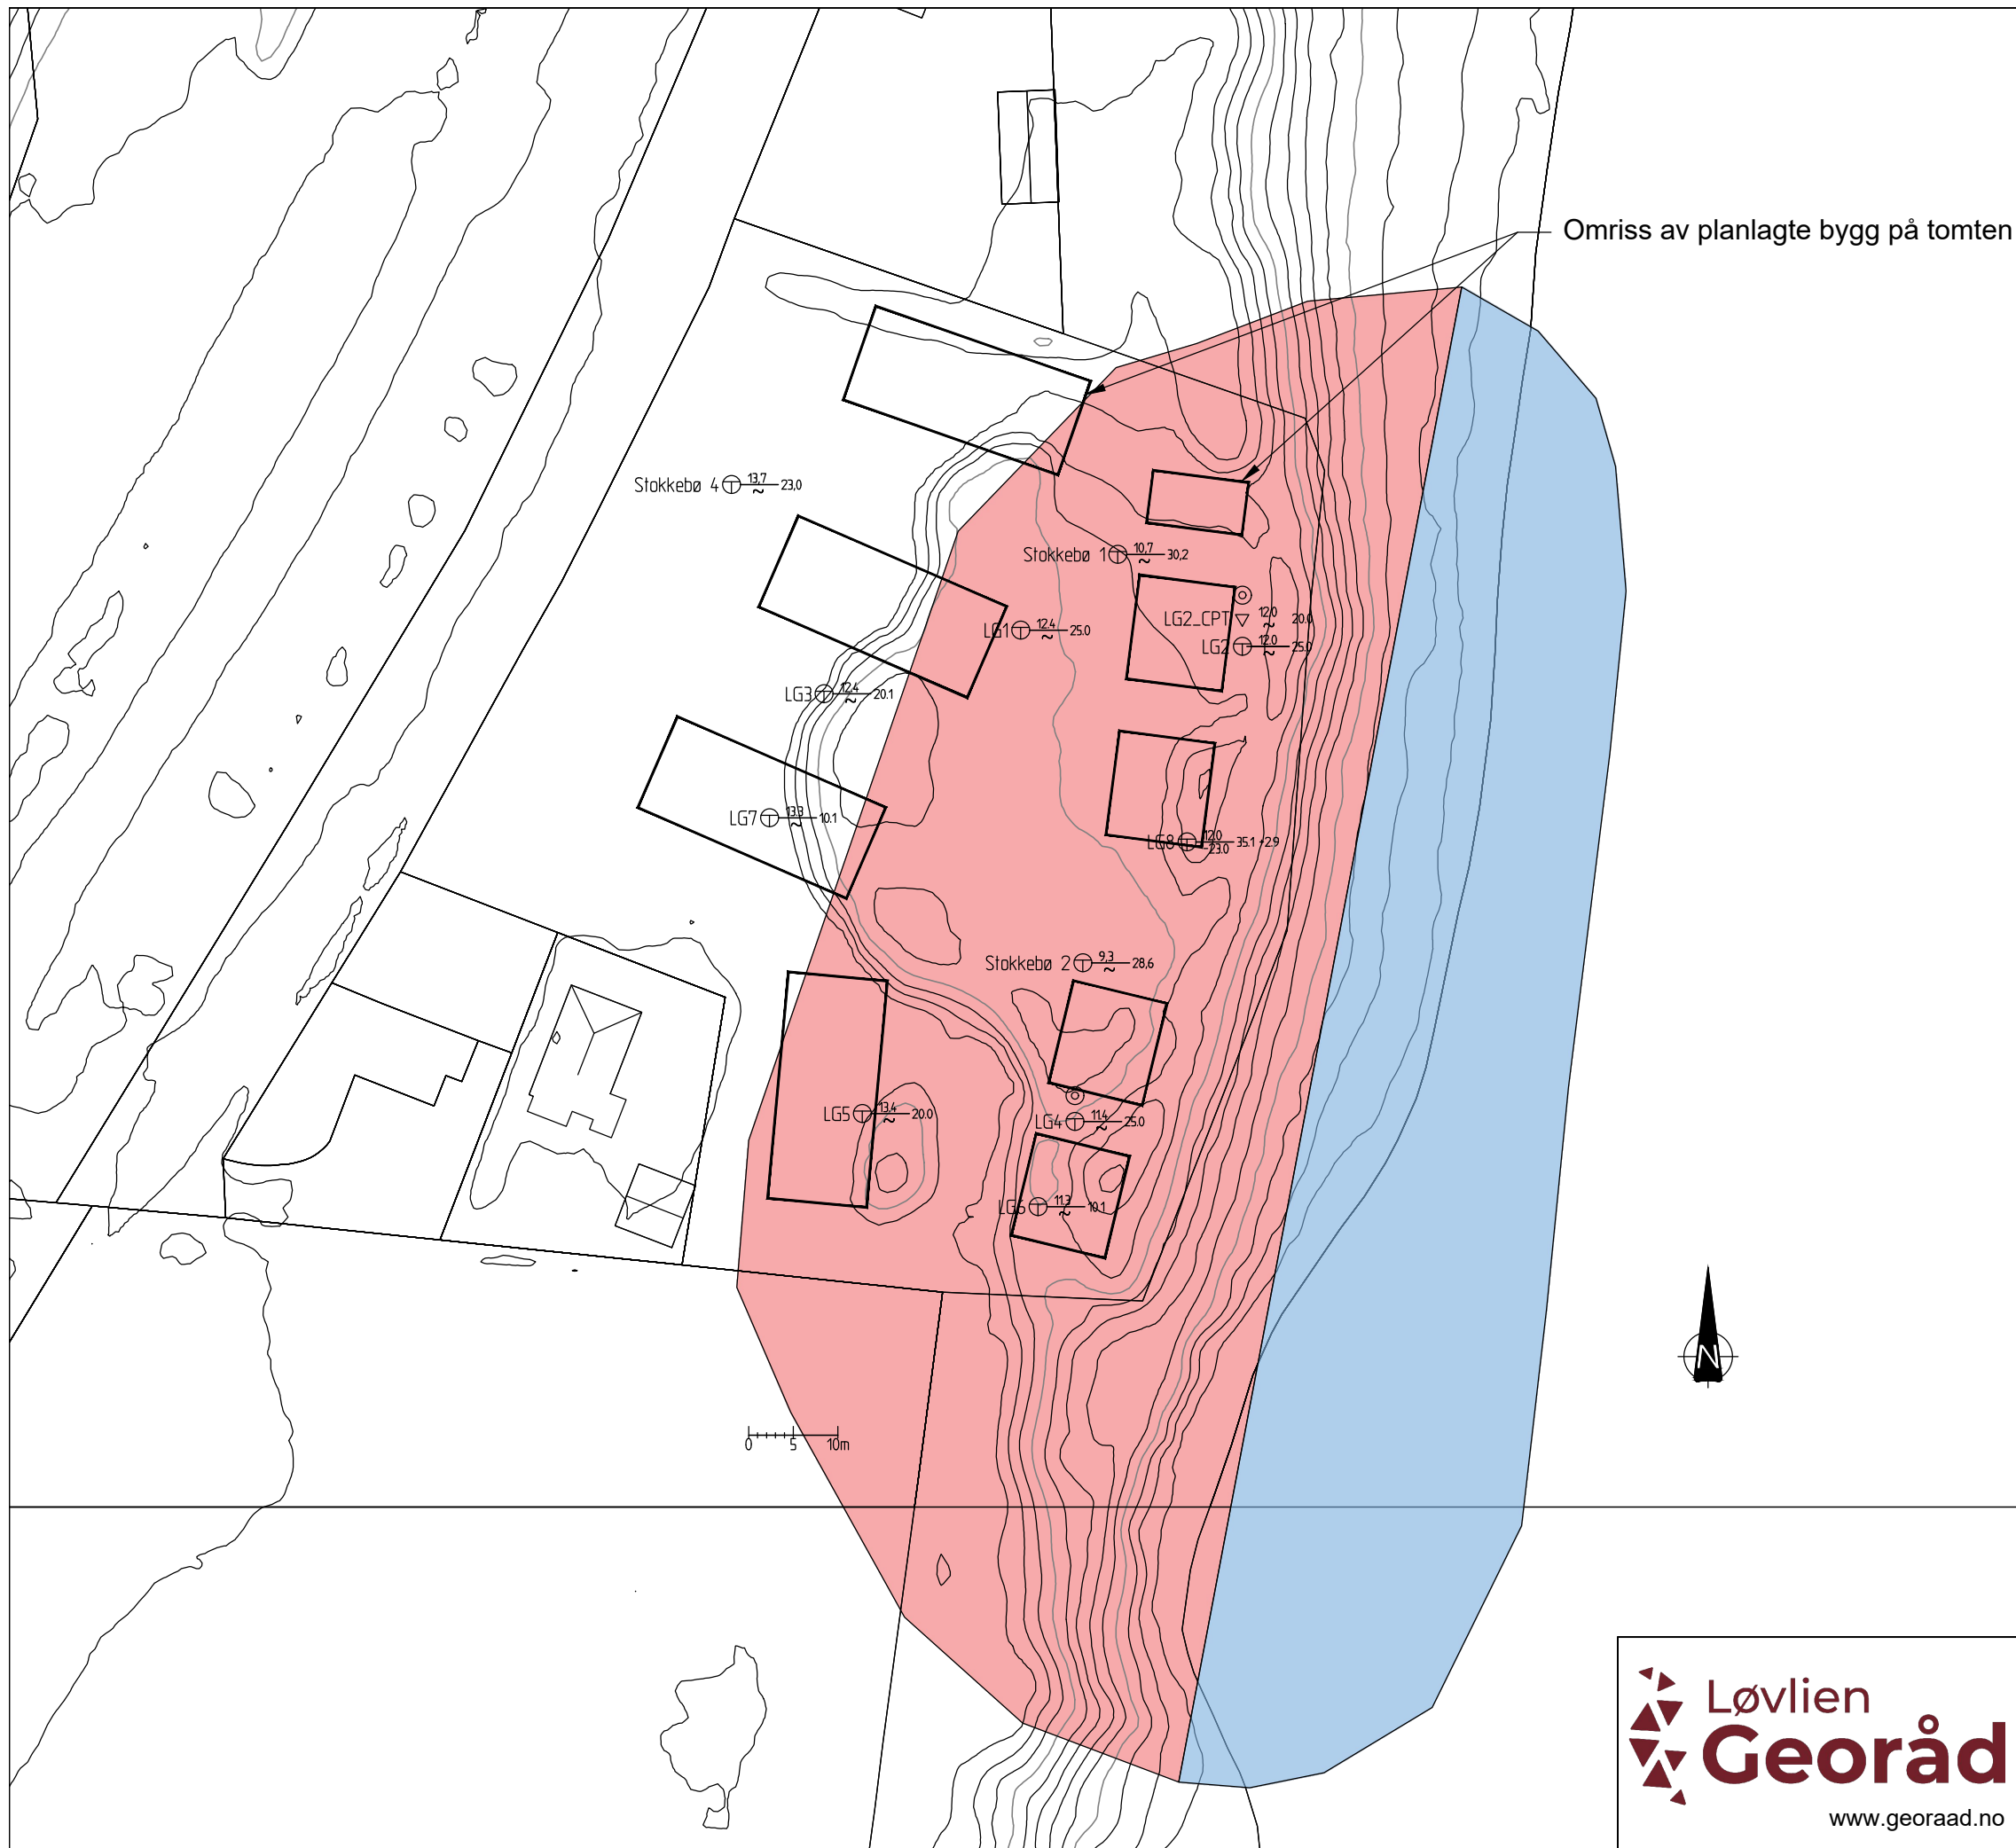 Omriss av planlagte bygg på tomten
Stokkebø 4 13,7 ~ 23,0
Stokkebø 1 10,7 ~ 30,2
LG2_CPT 12.0 ~ 20.0
LG1 12.4 ~ 25.0
LG2 12.0 ~ 25.0
LG3 12.4 ~ 20.1
LG7 13.3 ~ 10.1
LG8 12.0 -23.0 35.1 +2.9
Stokkebø 2 9,3 ~ 28,6
LG5 13.4 ~ 20.0
LG4 11.4 ~ 25.0
LG6 11.3 ~ 10.1
N
0 5 10m
Løvlien
Georåd
www.georaad.no